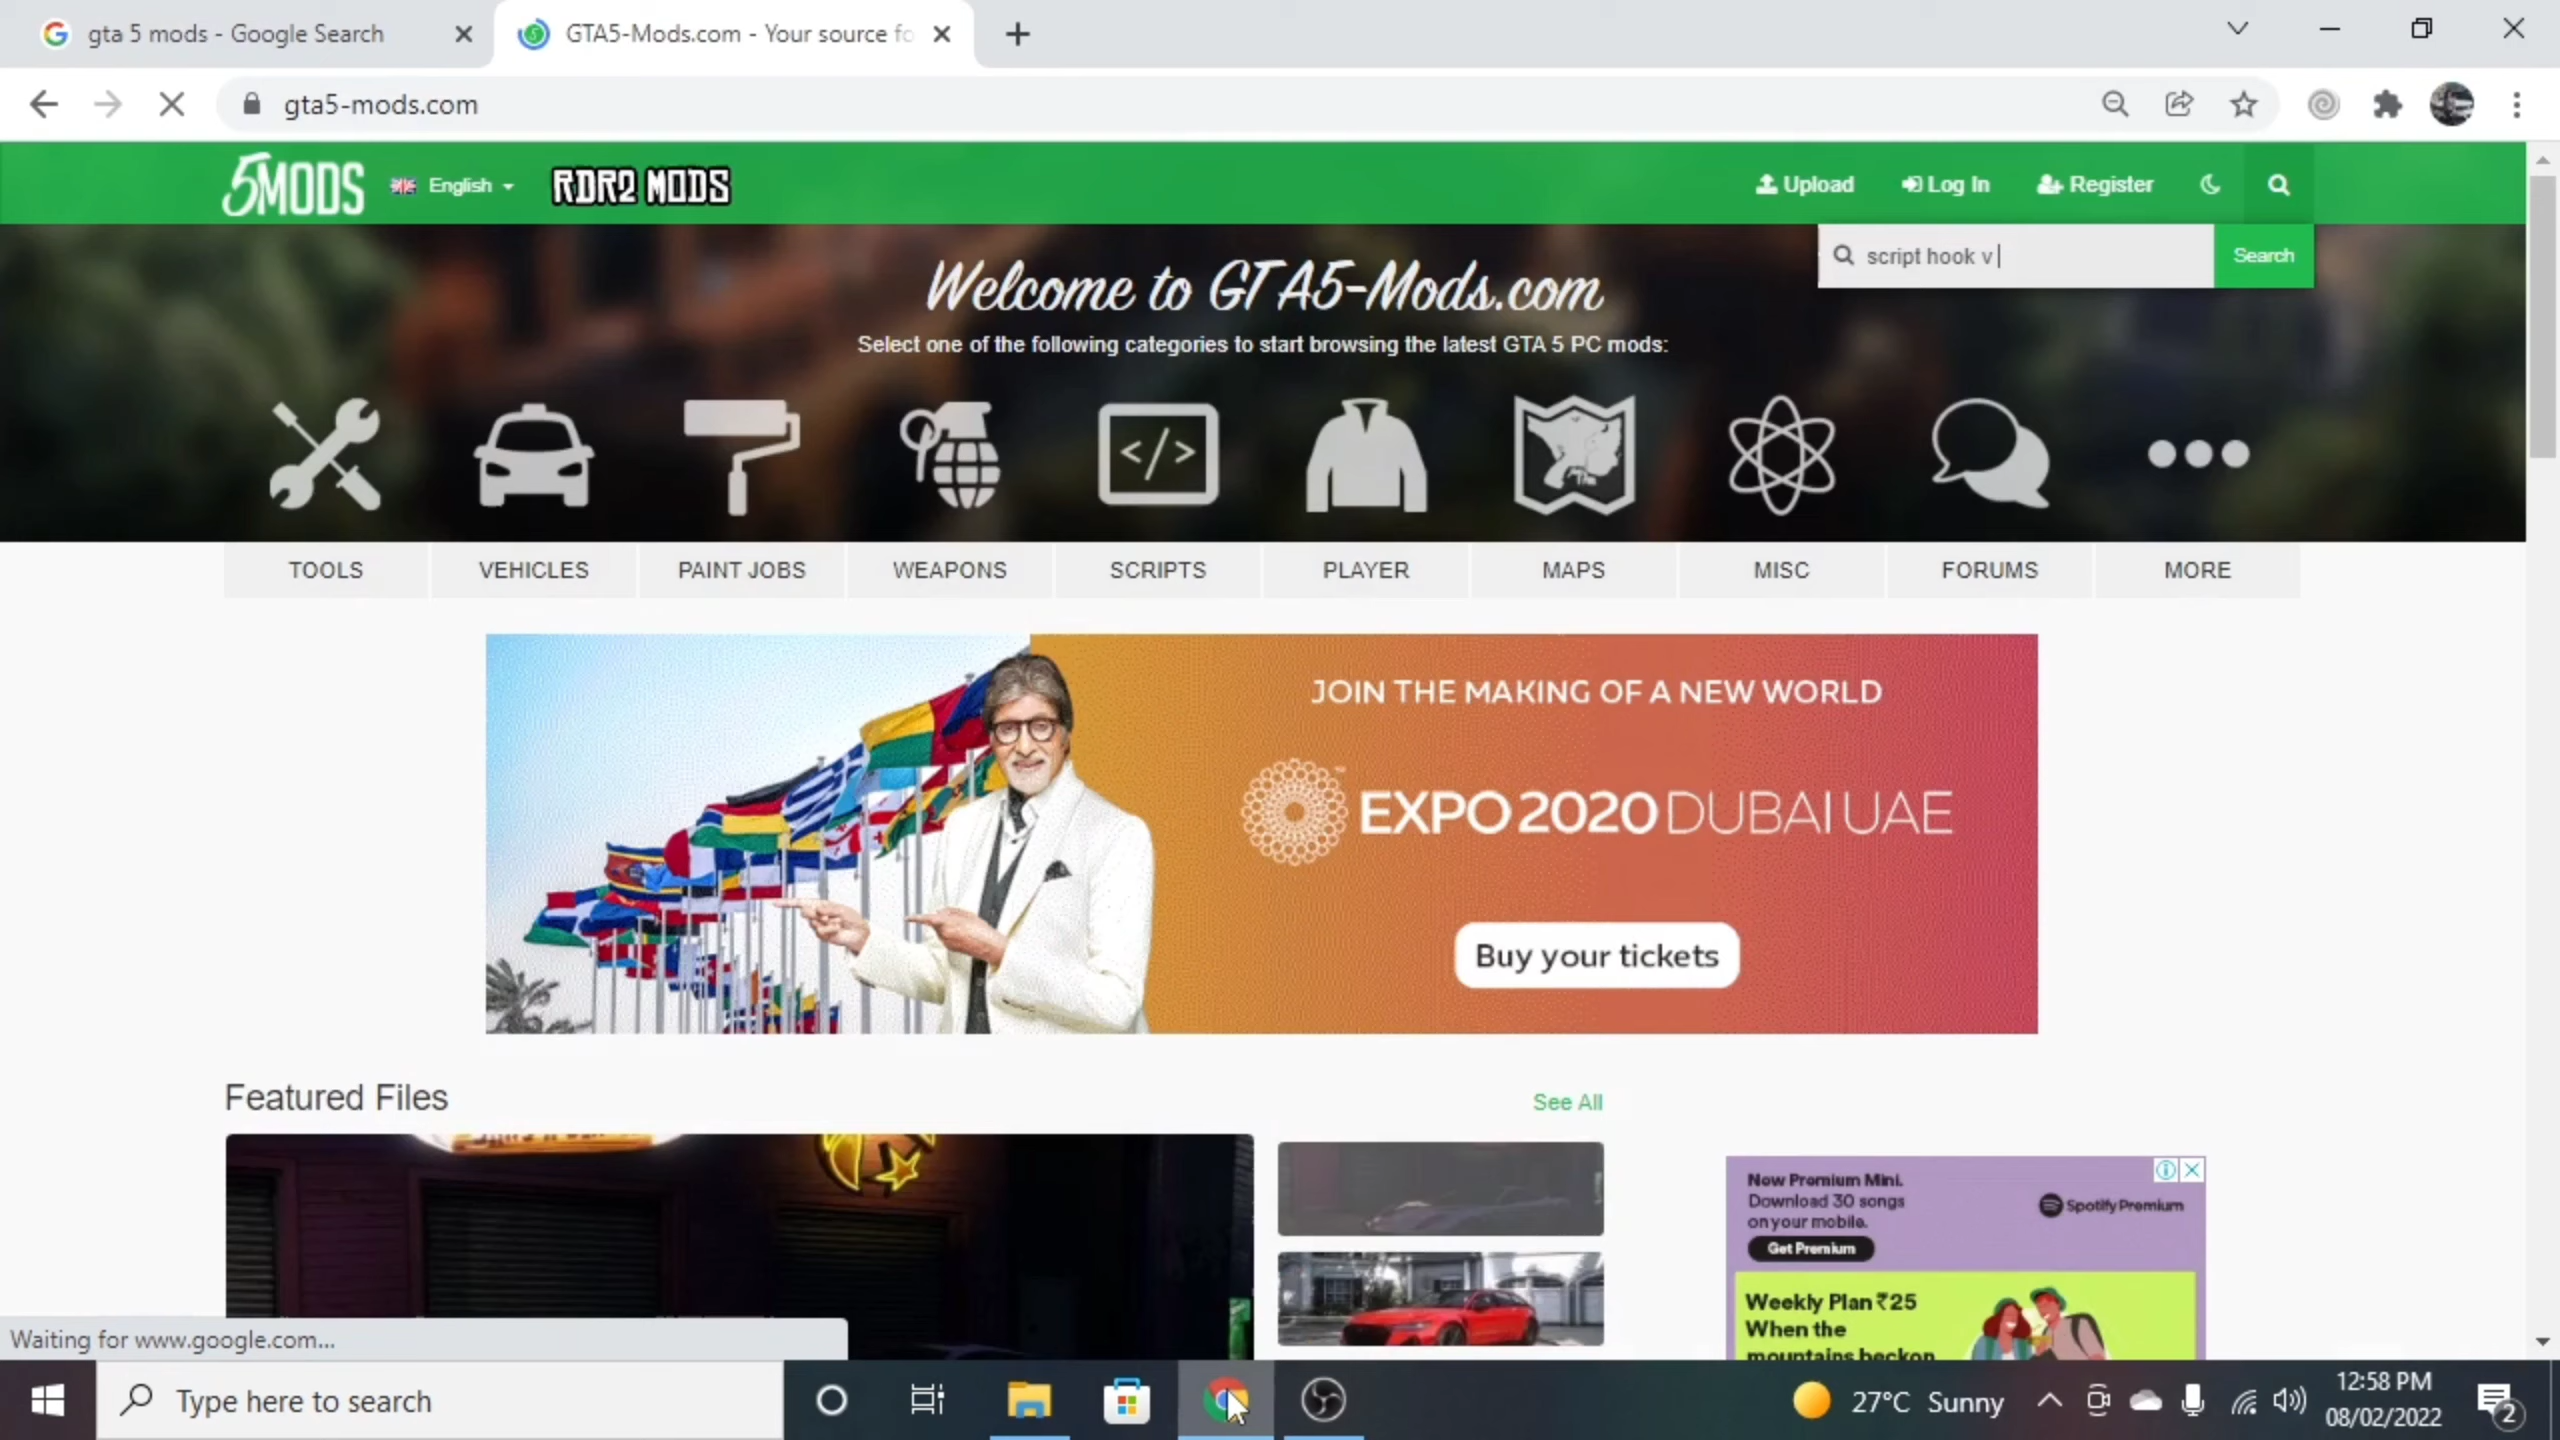 gta 5 mods - Google Search
GTA5-Mods.com - Your source fo
gta5-mods.com
5MODS
English
RDR2 MODS
Upload
Log In
Register
script hook v
Search
Welcome to GTA5-Mods.com
Select one of the following categories to start browsing the latest GTA 5 PC mods:
TOOLS
VEHICLES
PAINT JOBS
WEAPONS
SCRIPTS
PLAYER
MAPS
MISC
FORUMS
MORE
JOIN THE MAKING OF A NEW WORLD
EXPO 2020 DUBAI UAE
Buy your tickets
Featured Files
See All
Now Premium Mini.
Download 30 songs
on your mobile.
Get Premium
Spotify Premium
Weekly Plan ₹25
When the
mountains beckon
Waiting for www.google.com...
Type here to search
27°C Sunny
12:58 PM
08/02/2022
2